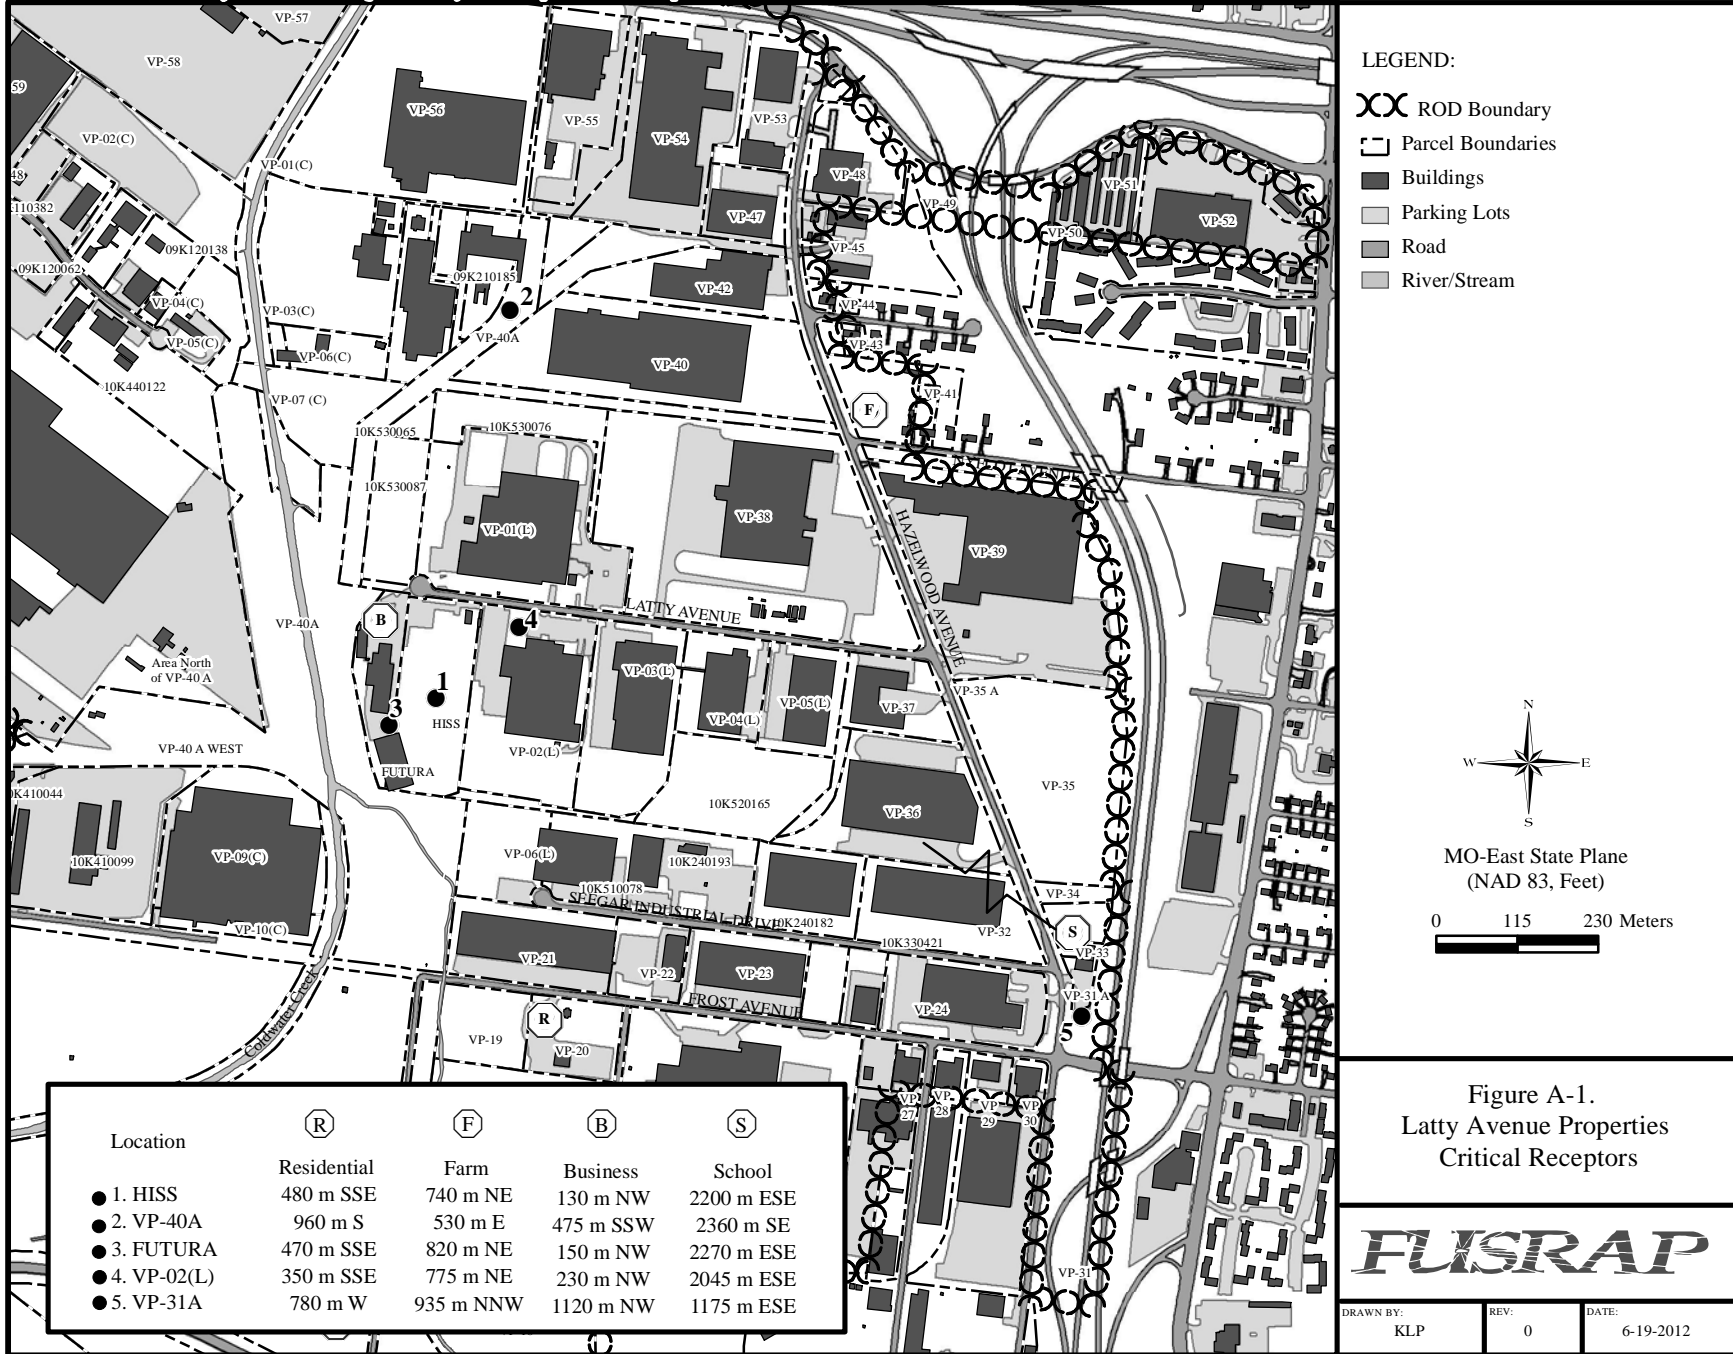 VP-57
VP-58
59
VP-56
VP-55
VP-54
VP-53
VP-02(C)
VP-01(C)
48
110382
VP-48
VP-51
VP-49
VP-47
VP-52
VP-50
VP-45
09K120138
09K120062
09K210185
2
VP-42
VP-04(C)
VP-03(C)
VP-44
VP-05(C)
VP-40A
VP-43
VP-06(C)
VP-40
10K440122
VP-07 (C)
VP-41
F
10K530065
10K530076
10K530087
VP-38
VP-01(L)
HAZELWOOD AVENUE
VP-39
LATTY AVENUE
B
4
VP-40A
Area North
of VP-40 A
VP-03(L)
1
VP-35 A
3
HISS
VP-04(L)
VP-05(L)
VP-37
VP-40 A WEST
VP-02(L)
FUTURA
VP-35
0K410044
10K520165
VP-36
VP-09(C)
10K410099
VP-06(L)
10K240193
10K510078
VP-34
SEEGAR INDUSTRIAL DRIVE
10K240182
VP-32
S
VP-10(C)
10K330421
VP-33
VP-21
VP-22
VP-23
VP-31 A
FROST AVENUE
VP-24
Coldwater Creek
R
5
VP-19
VP-20
VP
27
VP
28
VP
29
VP
30
VP-31
Location
R
F
B
S
Residential
Farm
Business
School
1. HISS 480 m SSE 740 m NE 130 m NW 2200 m ESE
2. VP-40A 960 m S 530 m E 475 m SSW 2360 m SE
3. FUTURA 470 m SSE 820 m NE 150 m NW 2270 m ESE
4. VP-02(L) 350 m SSE 775 m NE 230 m NW 2045 m ESE
5. VP-31A 780 m W 935 m NNW 1120 m NW 1175 m ESE
LEGEND:
ROD Boundary
Parcel Boundaries
Buildings
Parking Lots
Road
River/Stream
N
W
E
S
MO-East State Plane
(NAD 83, Feet)
0 115 230 Meters
Figure A-1.
Latty Avenue Properties
Critical Receptors
FUSRAP
DRAWN BY:
KLP
REV:
0
DATE:
6-19-2012